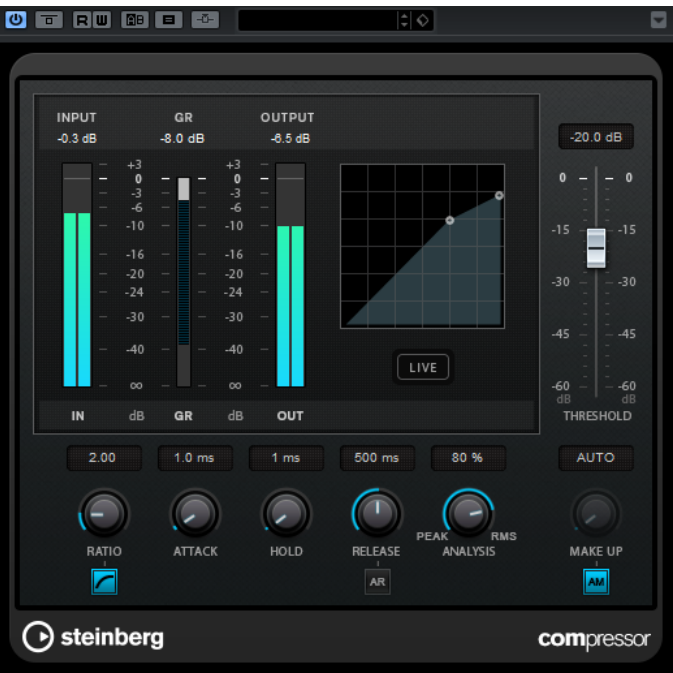 R W AB
INPUT GR OUTPUT
-0.3 dB -8.0 dB -6.5 dB
-20.0 dB
+3 +3
0 0 0 0
-3 -3
-6 -6
-10 -10
-15 -15
-16 -16
-20 -20
-24 -24
-30 -30
-30 -30
-45 -45
-40 -40
LIVE
∞ ∞
-60 -60
dB dB
IN dB GR dB OUT
THRESHOLD
2.00 1.0 ms 1 ms 500 ms 80 % AUTO
PEAK RMS
RATIO ATTACK HOLD RELEASE ANALYSIS MAKE UP
AR AM
steinberg compressor